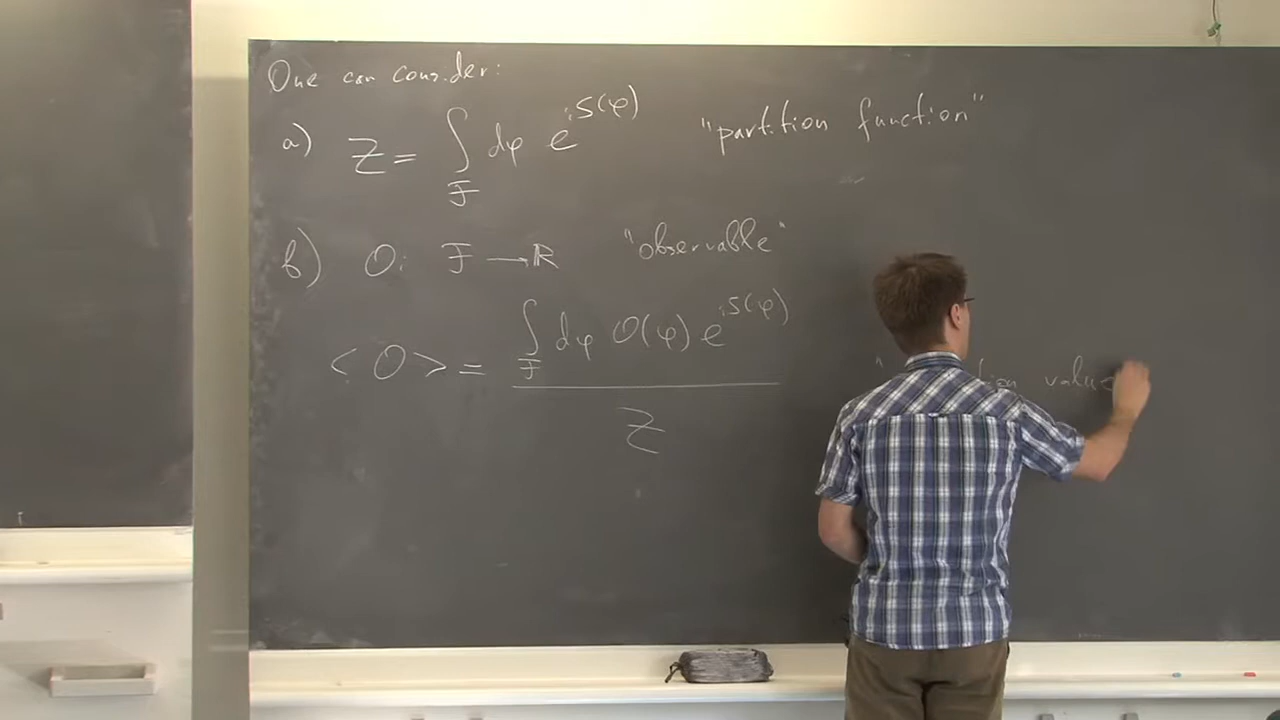 One can consider:
a) Z = ∫_F dφ e^{iS(φ)} "partition function"
b) O: F → ℝ "observable"
<O> = ∫_F dφ O(φ) e^{iS(φ)} / Z " value